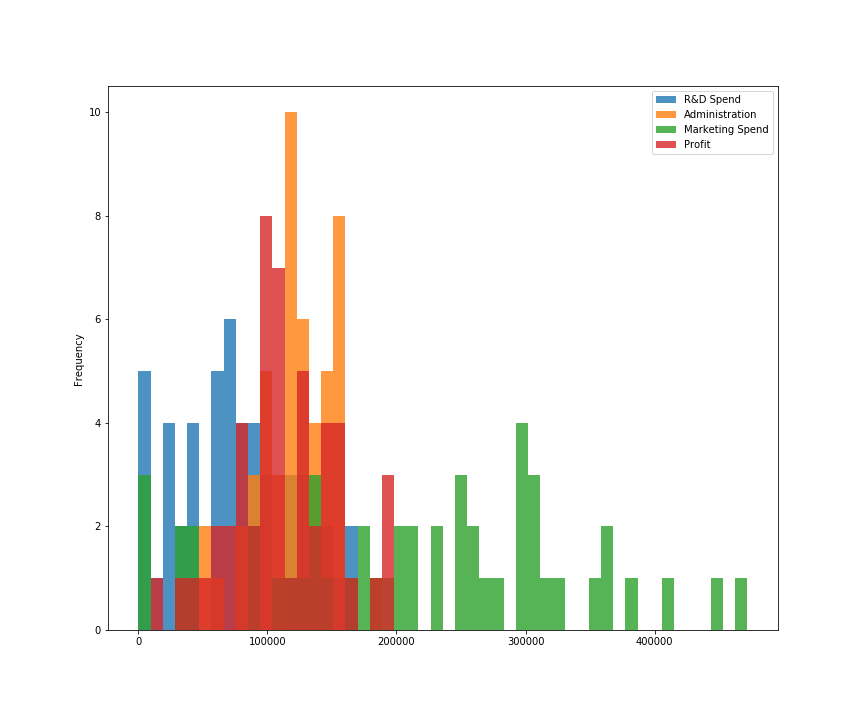 R&D Spend
Administration
Marketing Spend
Profit
10
8
6
4
2
0
Frequency
0 100000 200000 300000 400000